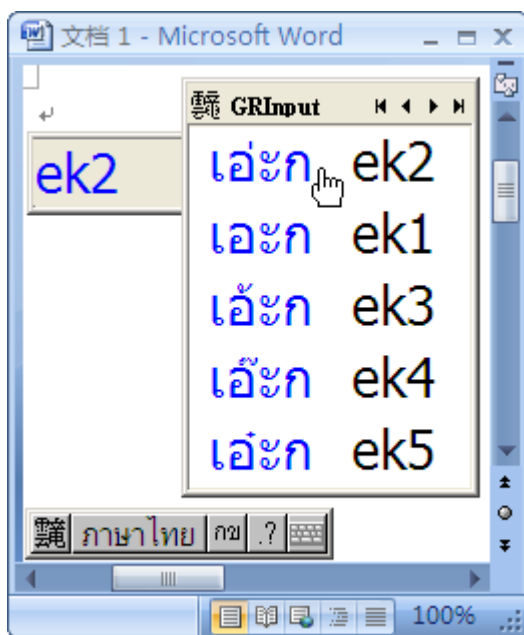 文档 1 - Microsoft Word
GRInput
ek2
เอ่ะก ek2
เอะก ek1
เอ้ะก ek3
เอ๊ะก ek4
เอ๋ะก ek5
ภาษาไทย กข .?
100%